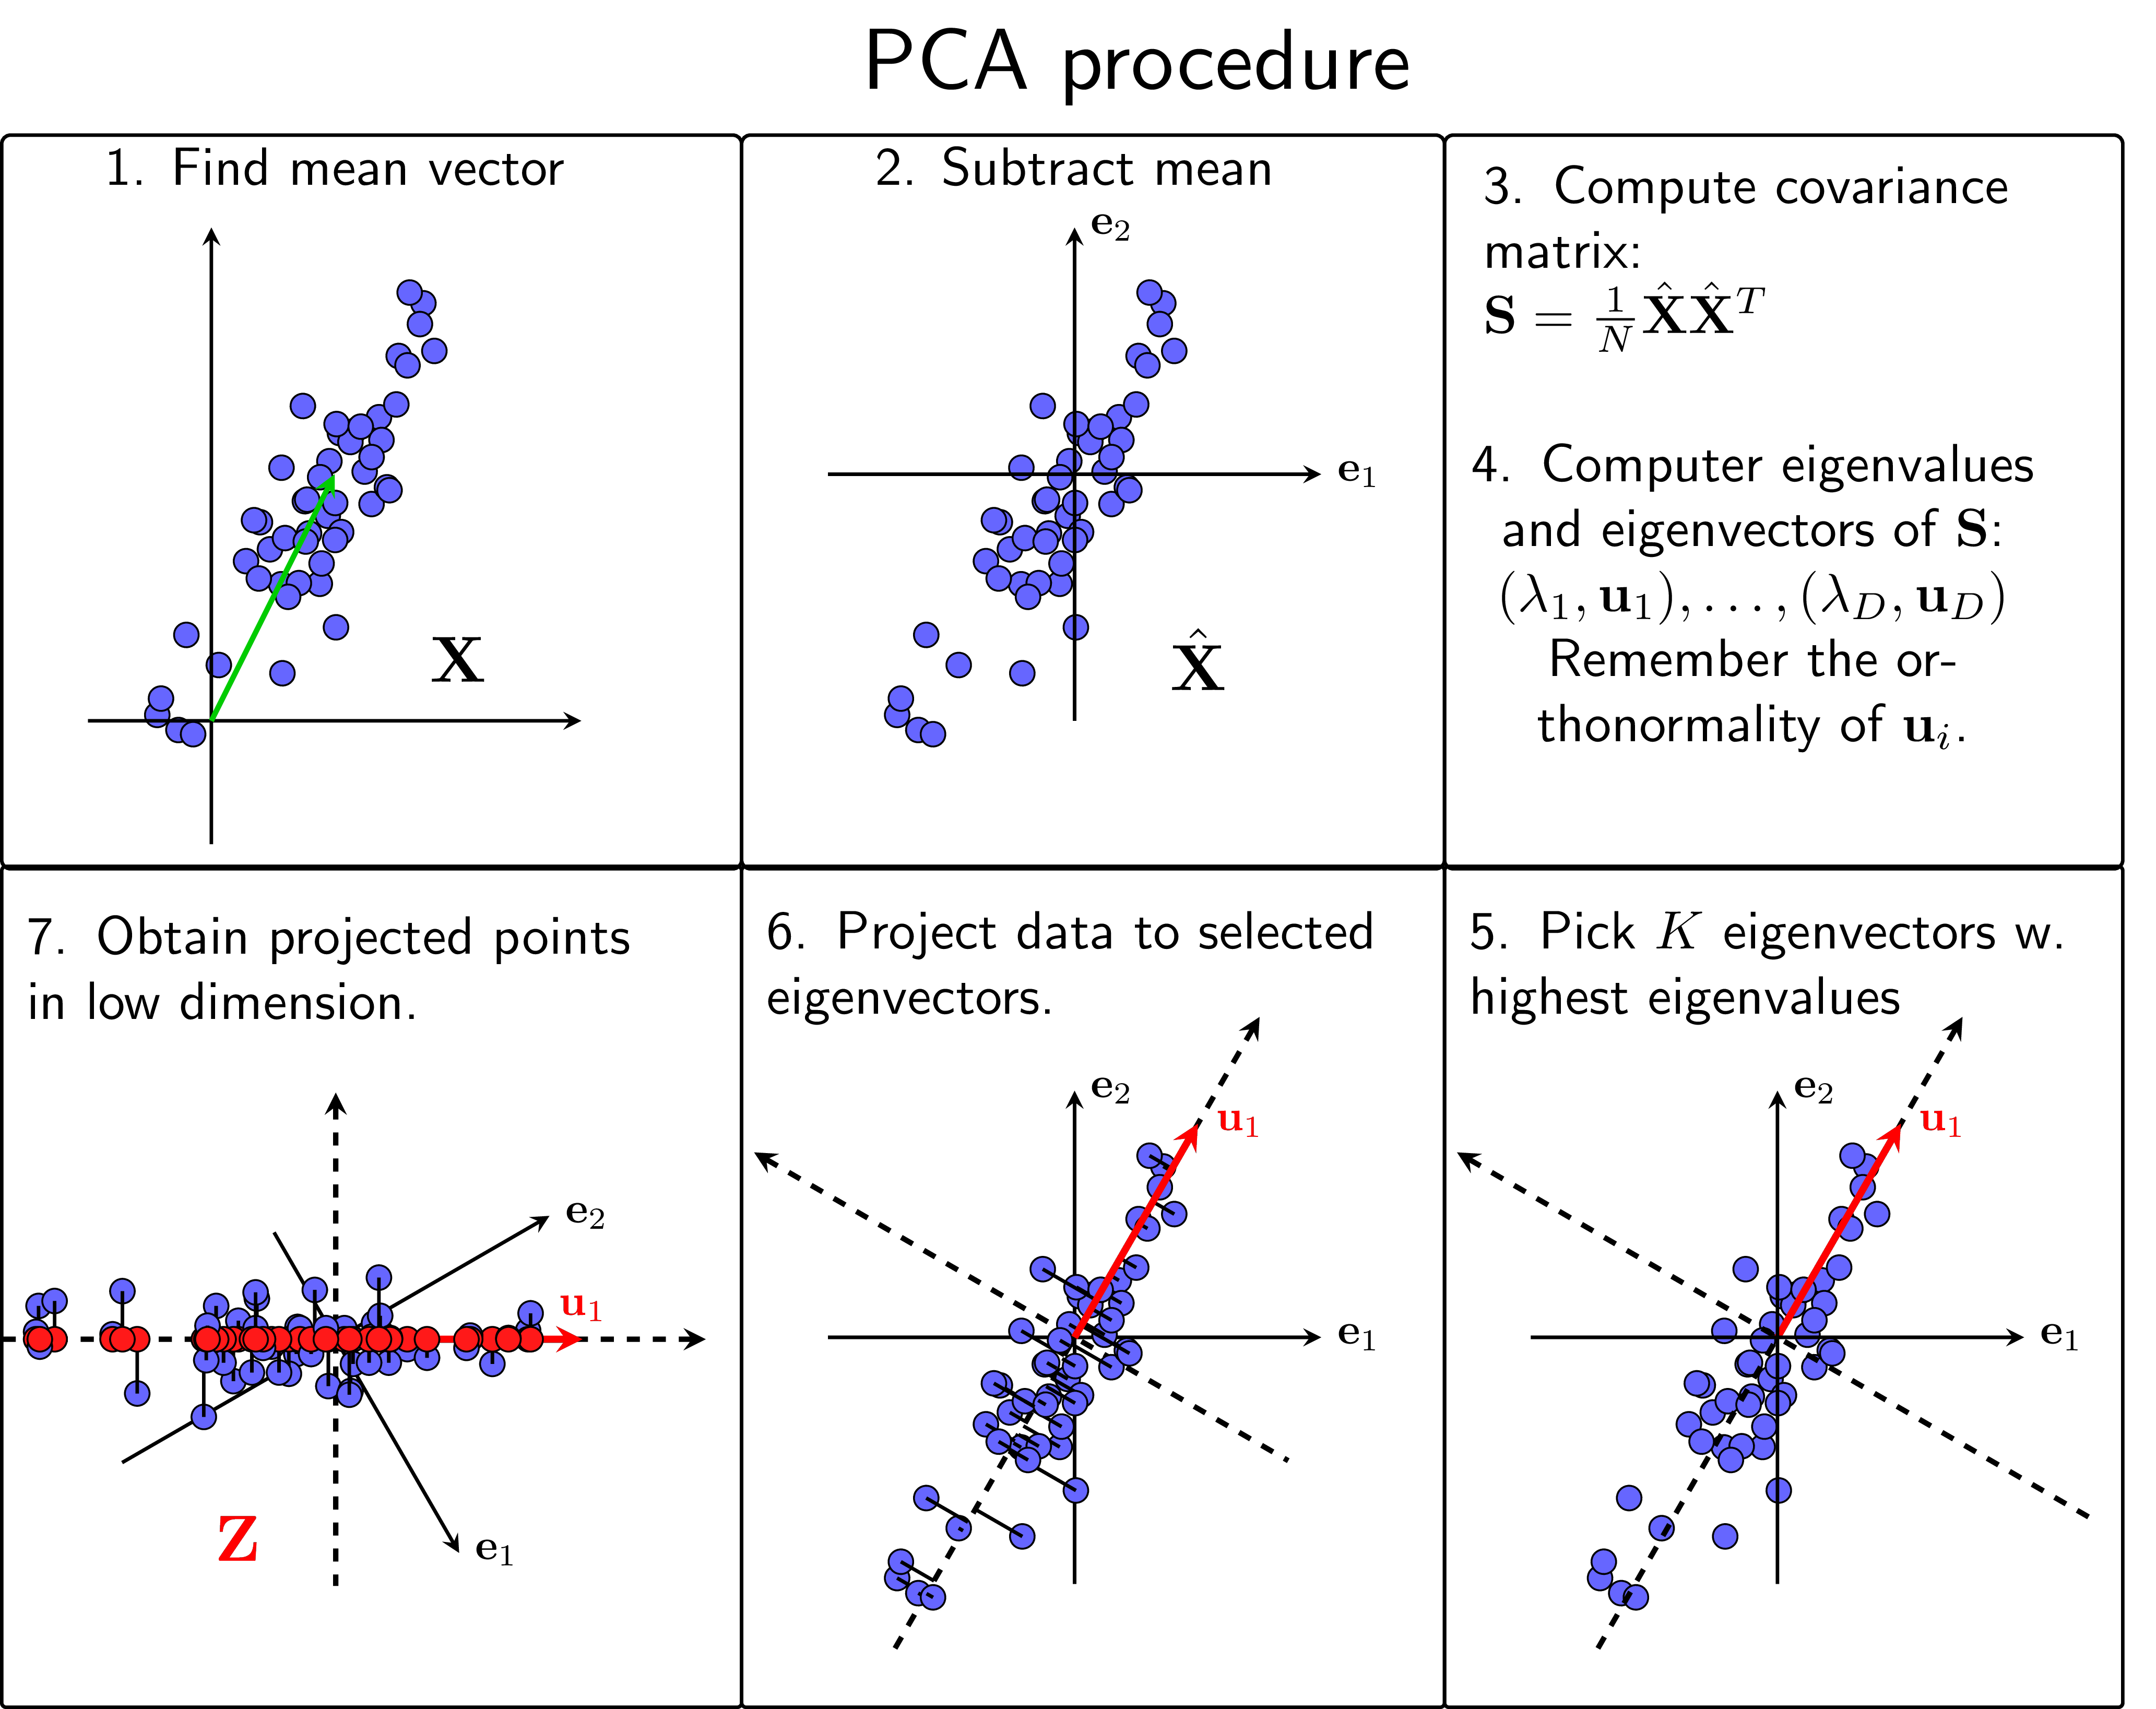 PCA procedure
1. Find mean vector
X
2. Subtract mean
e₂
e₁
X̂
3. Compute covariance
matrix:
S = 1/N X̂X̂ᵀ
4. Computer eigenvalues
and eigenvectors of S:
(λ₁, u₁), . . . , (λ_D, u_D)
Remember the or-
thonormality of uᵢ.
7. Obtain projected points
in low dimension.
e₂
u₁
Z
e₁
6. Project data to selected
eigenvectors.
e₂
u₁
e₁
5. Pick K eigenvectors w.
highest eigenvalues
e₂
u₁
e₁